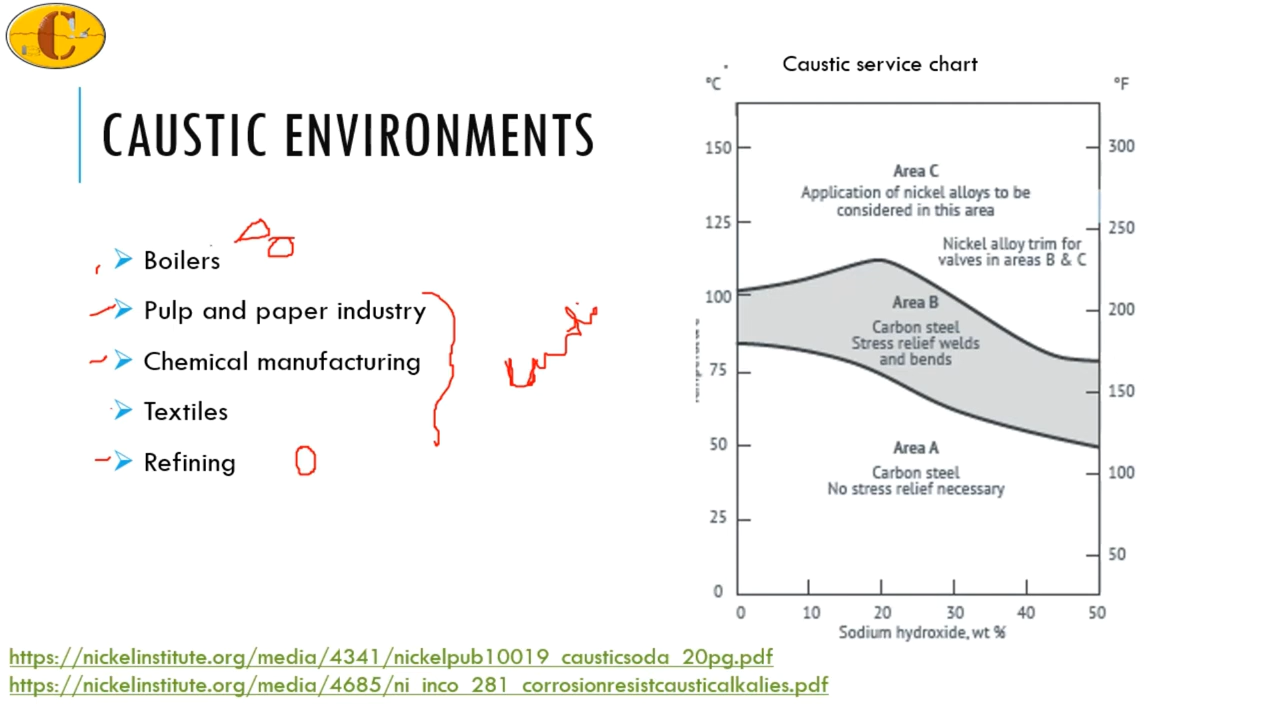 C
CAUSTIC ENVIRONMENTS
Boilers
Pulp and paper industry
Chemical manufacturing
Textiles
Refining
Caustic service chart
°C
°F
150
125
100
75
50
25
0
300
250
200
150
100
50
Area C
Application of nickel alloys to be
considered in this area
Nickel alloy trim for
valves in areas B & C
Area B
Carbon steel
Stress relief welds
and bends
Area A
Carbon steel
No stress relief necessary
0 10 20 30 40 50
Sodium hydroxide, wt %
https://nickelinstitute.org/media/4341/nickelpub10019_causticsoda_20pg.pdf
https://nickelinstitute.org/media/4685/ni_inco_281_corrosionresistcausticalkalies.pdf